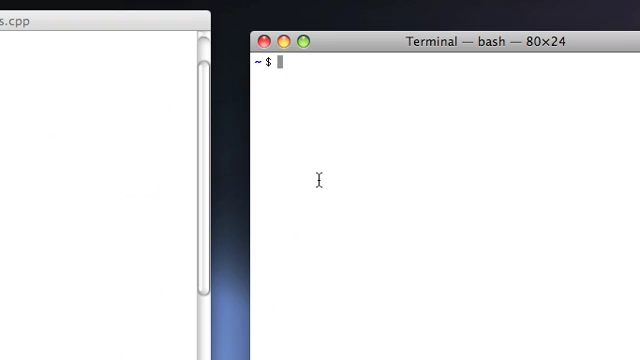 s.cpp
Terminal — bash — 80×24
~ $